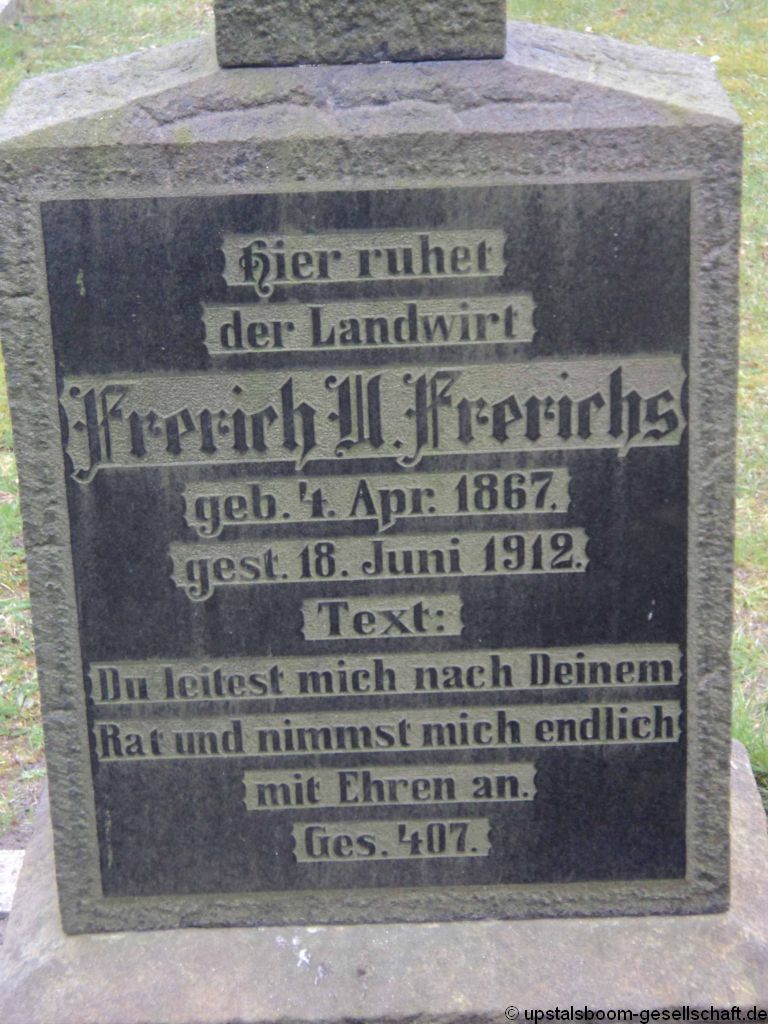 Hier ruhet
der Landwirt
Frerich U. Frerichs
geb. 4. Apr. 1867.
gest. 18. Juni 1912.
Text:
Du leitest mich nach Deinem
Rat und nimmst mich endlich
mit Ehren an.
Ges. 407.
© upstalsboom-gesellschaft.de